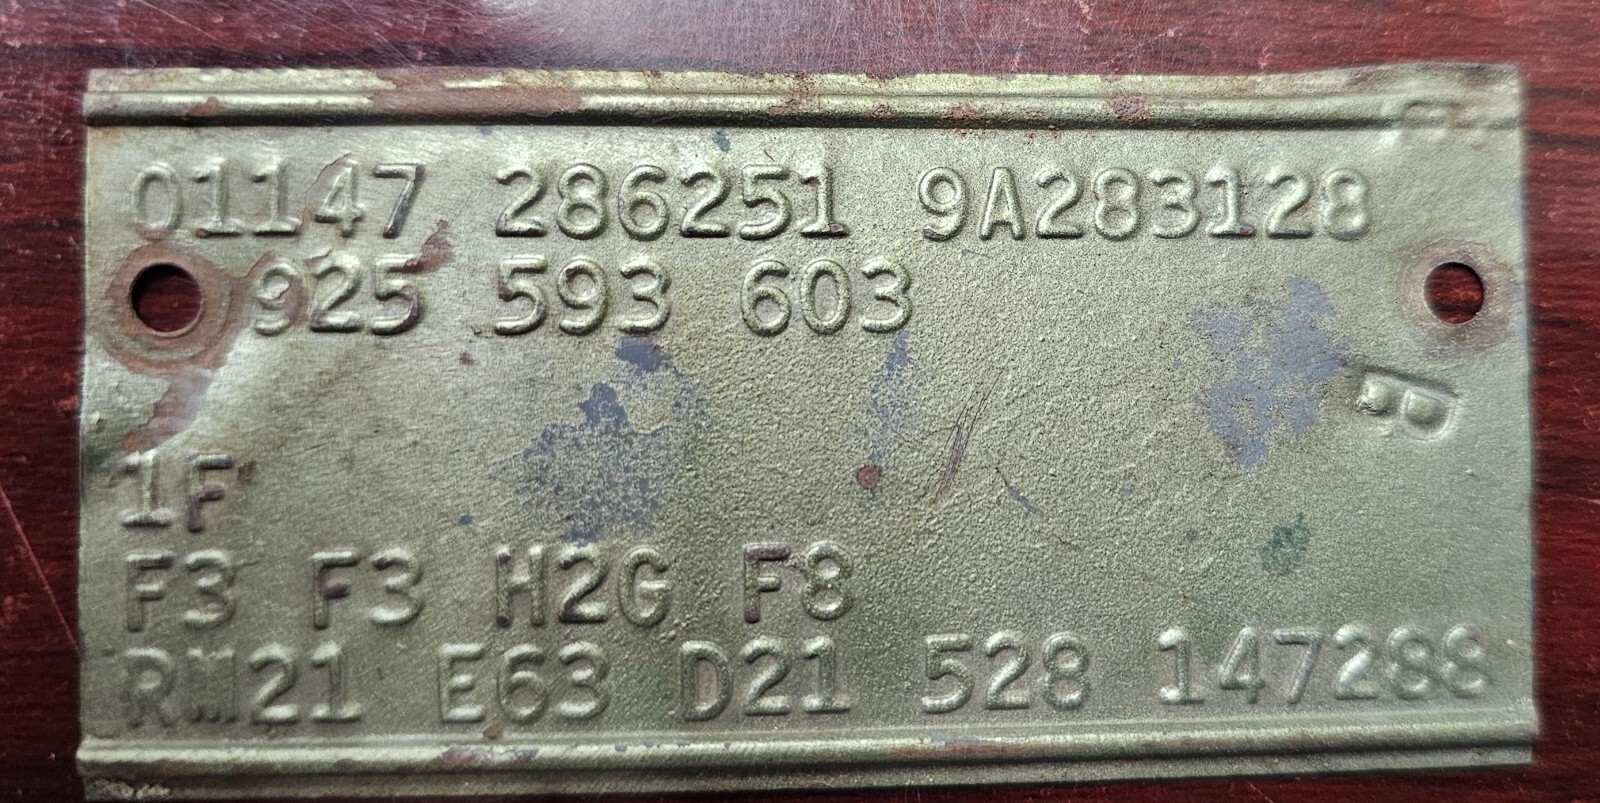 01147 286251 9A283128
925 593 603
B
1F
F3 F3 H2G F8
RM21 E63 D21 528 147288